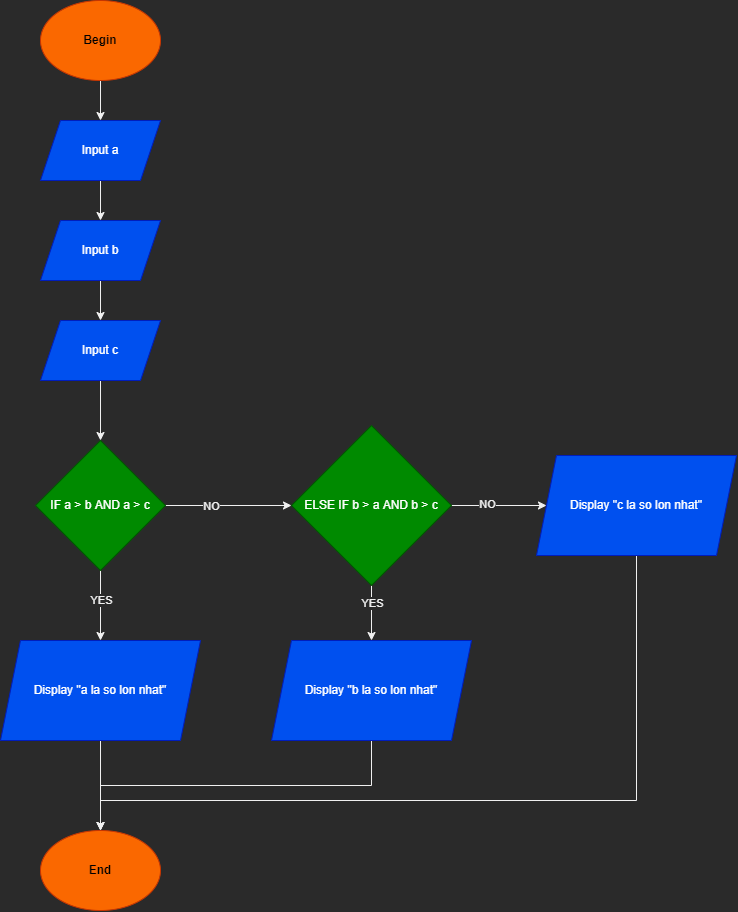 Begin
Input a
Input b
Input c
IF a > b AND a > c
NO
ELSE IF b > a AND b > c
NO
Display "c la so lon nhat"
YES
YES
Display "a la so lon nhat"
Display "b la so lon nhat"
End